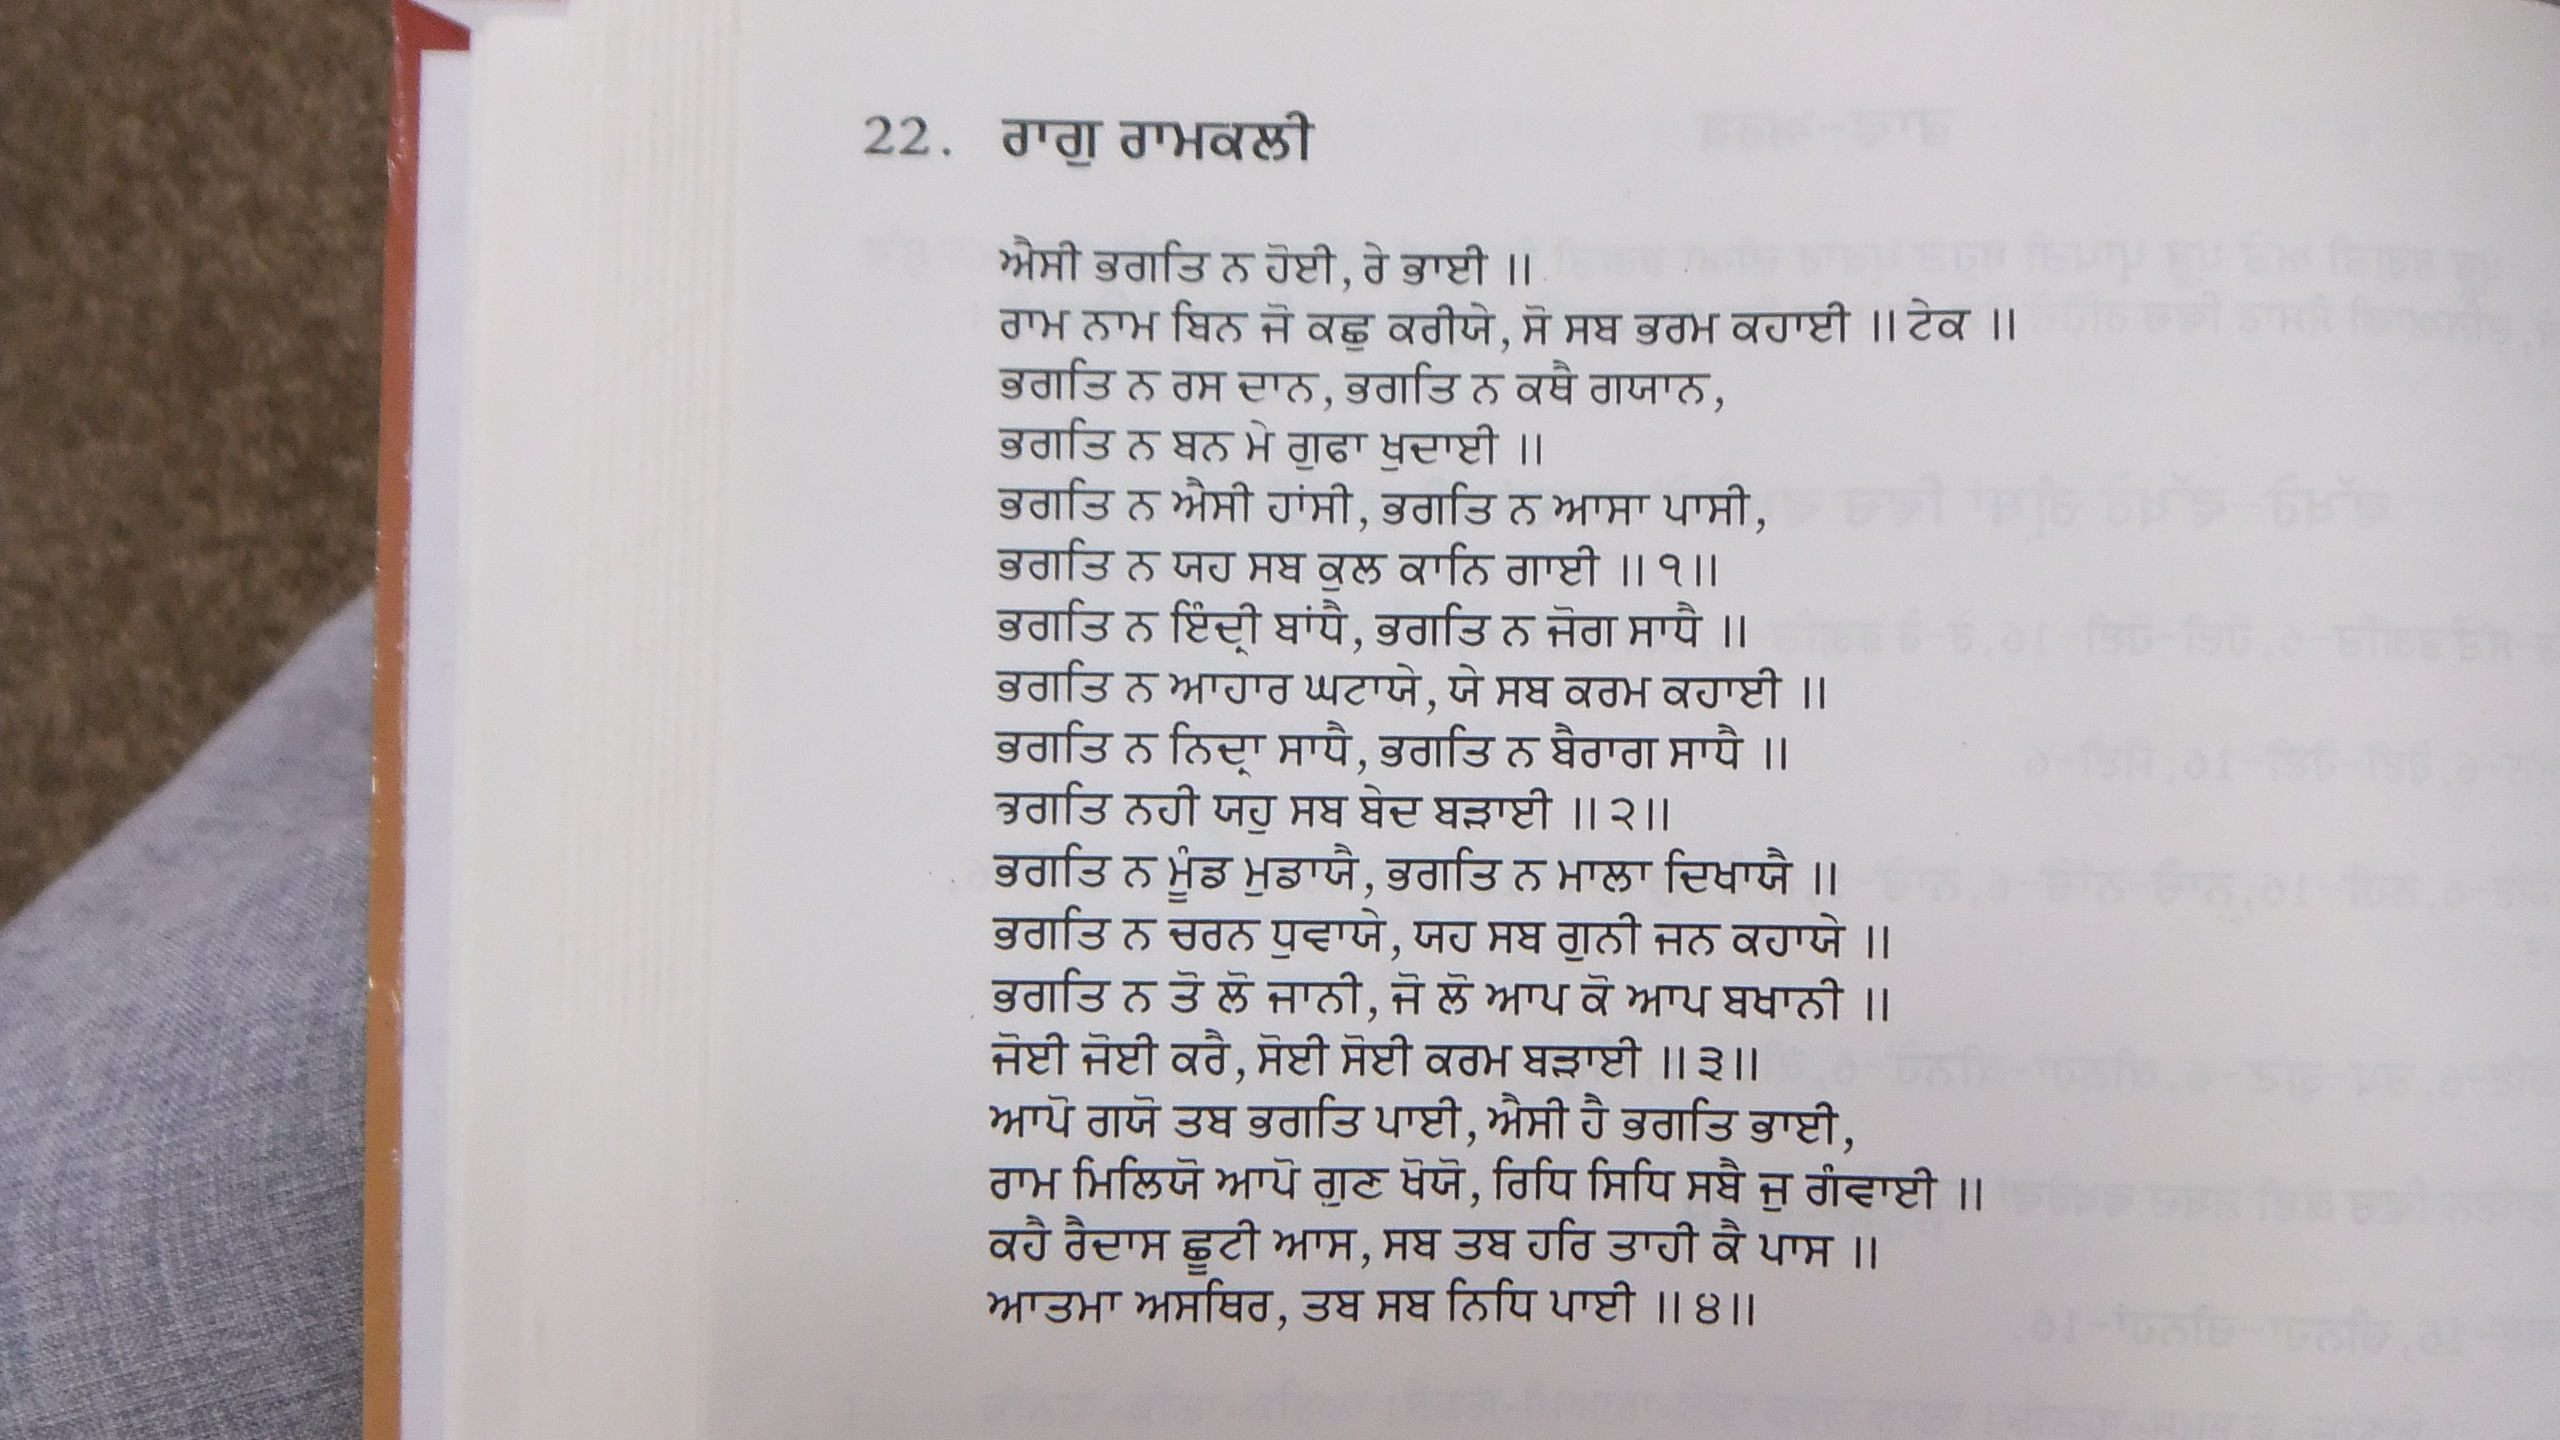 22. ਰਾਗੁ ਰਾਮਕਲੀ
ਐਸੀ ਭਗਤਿ ਨ ਹੋਈ, ਰੇ ਭਾਈ ॥
ਰਾਮ ਨਾਮ ਬਿਨ ਜੋ ਕਛੁ ਕਰੀਯੇ, ਸੋ ਸਬ ਭਰਮ ਕਹਾਈ ॥ ਟੇਕ ॥
ਭਗਤਿ ਨ ਰਸ ਦਾਨ, ਭਗਤਿ ਨ ਕਥੈ ਗਯਾਨ,
ਭਗਤਿ ਨ ਬਨ ਮੇ ਗੁਫਾ ਖੁਦਾਈ ॥
ਭਗਤਿ ਨ ਐਸੀ ਹਾਂਸੀ, ਭਗਤਿ ਨ ਆਸਾ ਪਾਸੀ,
ਭਗਤਿ ਨ ਯਹ ਸਬ ਕੁਲ ਕਾਨਿ ਗਾਈ ॥ ੧॥
ਭਗਤਿ ਨ ਇੰਦ੍ਰੀ ਬਾਂਧੈ, ਭਗਤਿ ਨ ਜੋਗ ਸਾਧੈ ॥
ਭਗਤਿ ਨ ਆਹਾਰ ਘਟਾਯੇ, ਯੇ ਸਬ ਕਰਮ ਕਹਾਈ ॥
ਭਗਤਿ ਨ ਨਿਦ੍ਰਾ ਸਾਧੈ, ਭਗਤਿ ਨ ਬੈਰਾਗ ਸਾਧੈ ॥
ਭਗਤਿ ਨਹੀ ਯਹੁ ਸਬ ਬੇਦ ਬੜਾਈ ॥ ੨॥
ਭਗਤਿ ਨ ਮੂੰਡ ਮੁਡਾਯੈ, ਭਗਤਿ ਨ ਮਾਲਾ ਦਿਖਾਯੈ ॥
ਭਗਤਿ ਨ ਚਰਨ ਧੁਵਾਯੇ, ਯਹ ਸਬ ਗੁਨੀ ਜਨ ਕਹਾਯੇ ॥
ਭਗਤਿ ਨ ਤੋ ਲੋ ਜਾਨੀ, ਜੋ ਲੋ ਆਪ ਕੋ ਆਪ ਬਖਾਨੀ ॥
ਜੋਈ ਜੋਈ ਕਰੈ, ਸੋਈ ਸੋਈ ਕਰਮ ਬੜਾਈ ॥ ੩॥
ਆਪੋ ਗਯੋ ਤਬ ਭਗਤਿ ਪਾਈ, ਐਸੀ ਹੈ ਭਗਤਿ ਭਾਈ,
ਰਾਮ ਮਿਲਿਯੋ ਆਪੋ ਗੁਣ ਖੋਯੋ, ਰਿਧਿ ਸਿਧਿ ਸਬੈ ਜੁ ਗੰਵਾਈ ॥
ਕਹੈ ਰੈਦਾਸ ਛੂਟੀ ਆਸ, ਸਬ ਤਬ ਹਰਿ ਤਾਹੀ ਕੈ ਪਾਸ ॥
ਆਤਮਾ ਅਸਥਿਰ, ਤਬ ਸਬ ਨਿਧਿ ਪਾਈ ॥ ੪॥